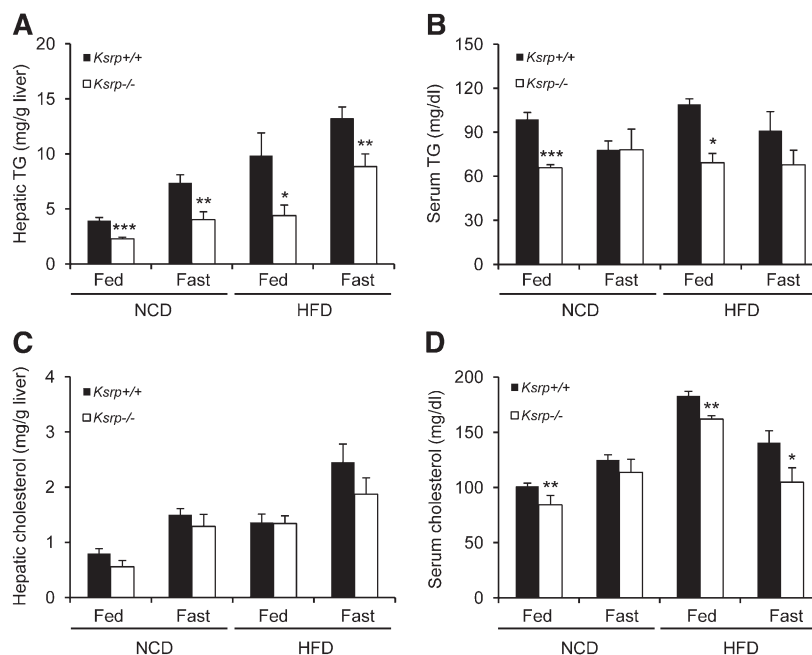 A
20
15
10
5
0
Hepatic TG (mg/g liver)
Ksrp+/+
Ksrp-/-
***
**
*
**
Fed Fast Fed Fast
NCD HFD
B
150
120
90
60
30
0
Serum TG (mg/dl)
Ksrp+/+
Ksrp-/-
***
*
Fed Fast Fed Fast
NCD HFD
C
4
3
2
1
0
Hepatic cholesterol (mg/g liver)
Ksrp+/+
Ksrp-/-
Fed Fast Fed Fast
NCD HFD
D
200
150
100
50
0
Serum cholesterol (mg/dl)
Ksrp+/+
Ksrp-/-
**
**
*
Fed Fast Fed Fast
NCD HFD